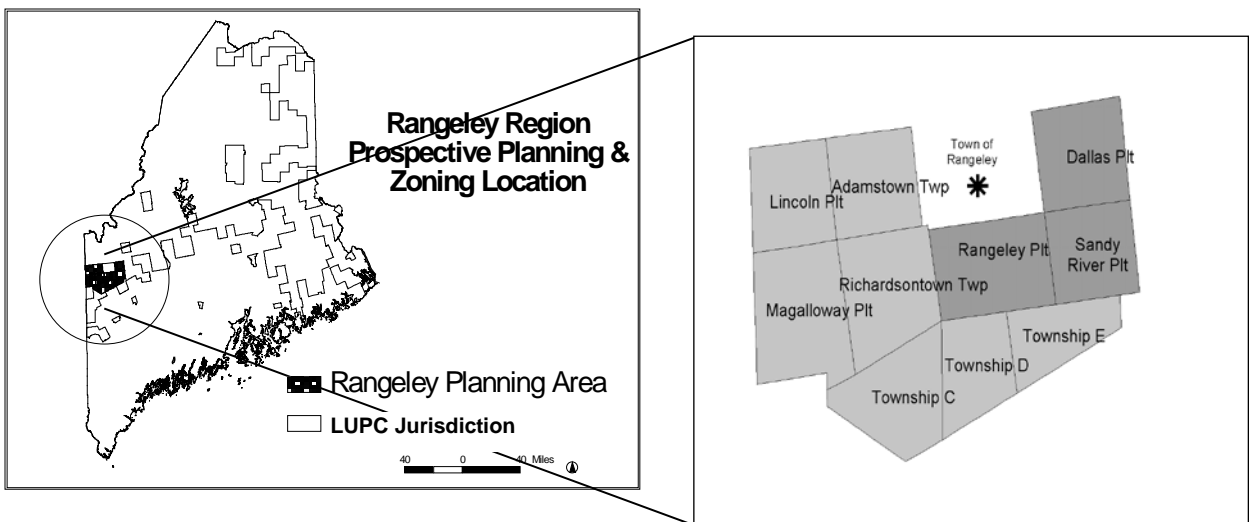 Rangeley Region
Prospective Planning &
Zoning Location
Rangeley Planning Area
LUPC Jurisdiction
40 0 40 Miles
Town of
Rangeley
Dallas Plt
Adamstown Twp
Lincoln Plt
Rangeley Plt
Sandy
River Plt
Richardsontown Twp
Magalloway Plt
Township E
Township D
Township C